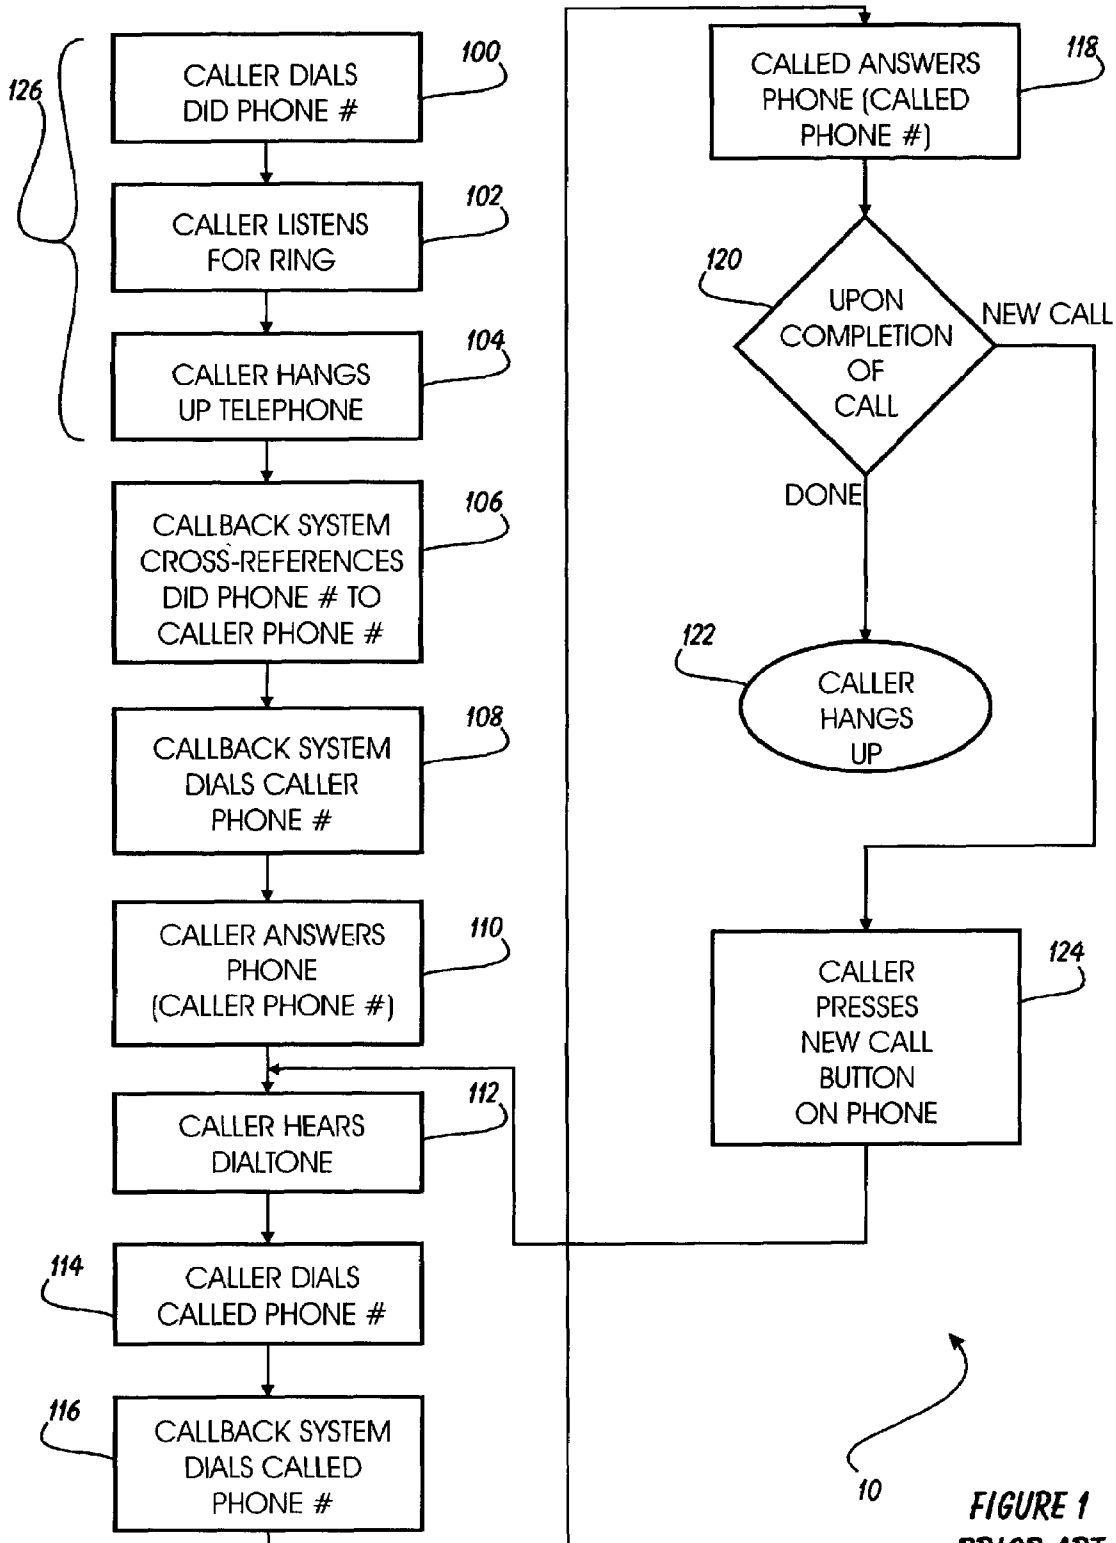 126
100
CALLER DIALS
DID PHONE #
102
CALLER LISTENS
FOR RING
104
CALLER HANGS
UP TELEPHONE
106
CALLBACK SYSTEM
CROSS-REFERENCES
DID PHONE # TO
CALLER PHONE #
108
CALLBACK SYSTEM
DIALS CALLER
PHONE #
110
CALLER ANSWERS
PHONE
(CALLER PHONE #)
112
CALLER HEARS
DIALTONE
114
CALLER DIALS
CALLED PHONE #
116
CALLBACK SYSTEM
DIALS CALLED
PHONE #
118
CALLED ANSWERS
PHONE (CALLED
PHONE #)
120
UPON
COMPLETION
OF
CALL
NEW CALL
DONE
122
CALLER
HANGS
UP
124
CALLER
PRESSES
NEW CALL
BUTTON
ON PHONE
10
FIGURE 1
PRIOR ART